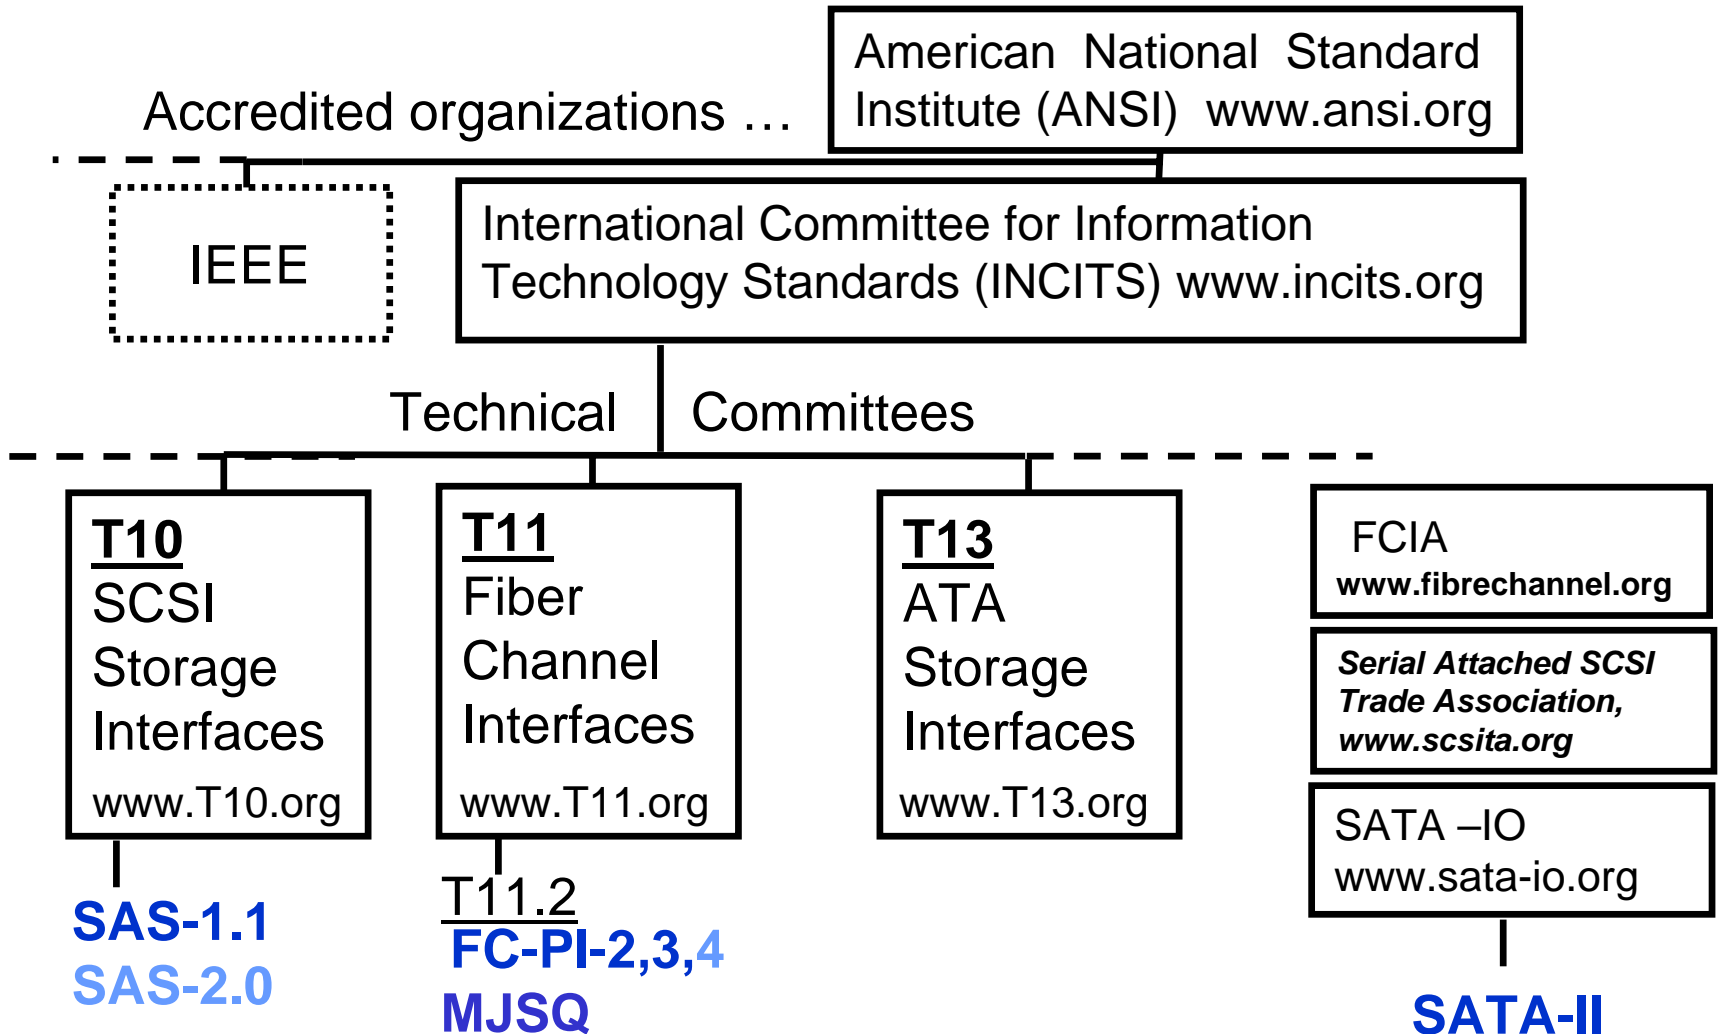 American National Standard
Institute (ANSI) www.ansi.org
Accredited organizations …
IEEE
International Committee for Information
Technology Standards (INCITS) www.incits.org
Technical Committees
T10
SCSI
Storage
Interfaces
www.T10.org
SAS-1.1
SAS-2.0
T11
Fiber
Channel
Interfaces
www.T11.org
T11.2
FC-PI-2,3,4
MJSQ
T13
ATA
Storage
Interfaces
www.T13.org
FCIA
www.fibrechannel.org
Serial Attached SCSI
Trade Association,
www.scsita.org
SATA –IO
www.sata-io.org
SATA-II